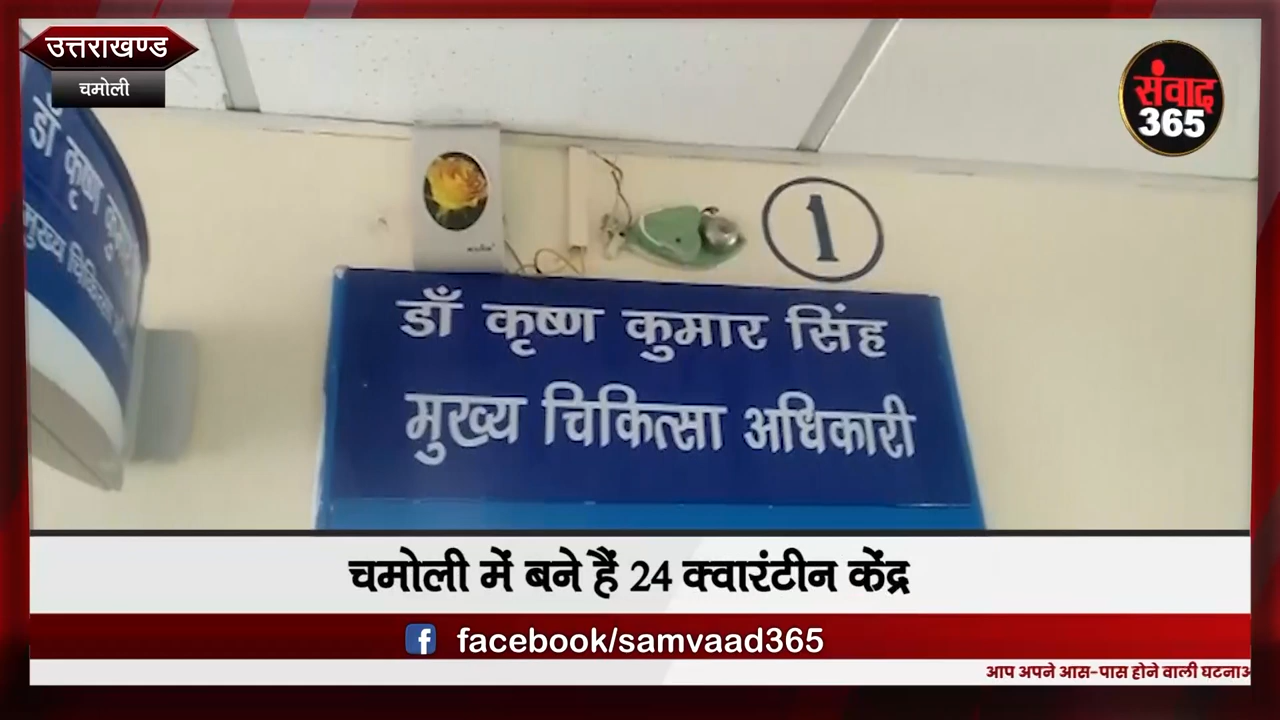 उत्तराखण्ड
चमोली
संवाद
365
डॉ कृष्ण
मुख्य
1
डॉँ कृष्ण कुमार सिंह
मुख्य चिकित्सा अधिकारी
चमोली में बने हैं 24 क्वारंटीन केंद्र
facebook/samvaad365
आप अपने आस-पास होने वाली घटनाओ